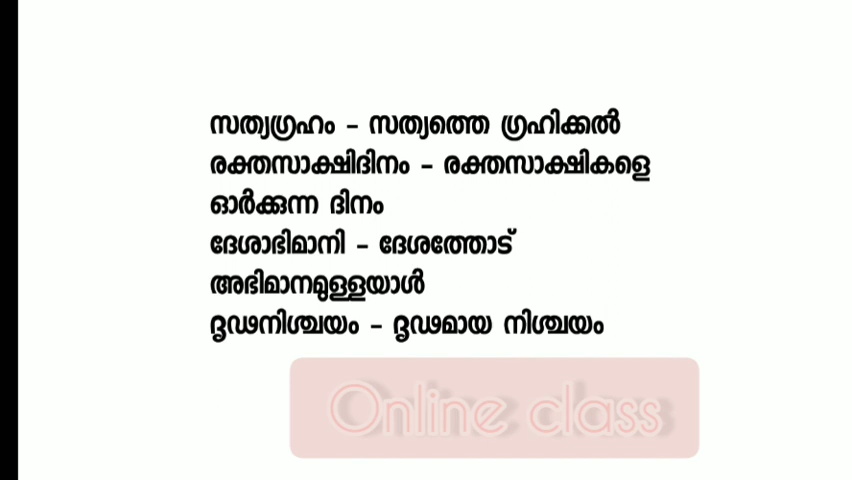 സത്യഗ്രഹം - സത്യത്തെ ഗ്രഹിക്കൽ
രക്തസാക്ഷിദിനം - രക്തസാക്ഷികളെ
ഓർക്കുന്ന ദിനം
ദേശാഭിമാനി - ദേശത്തോട്
അഭിമാനമുള്ളയാൾ
ദൃഢനിശ്ചയം - ദൃഢമായ നിശ്ചയം
Online class